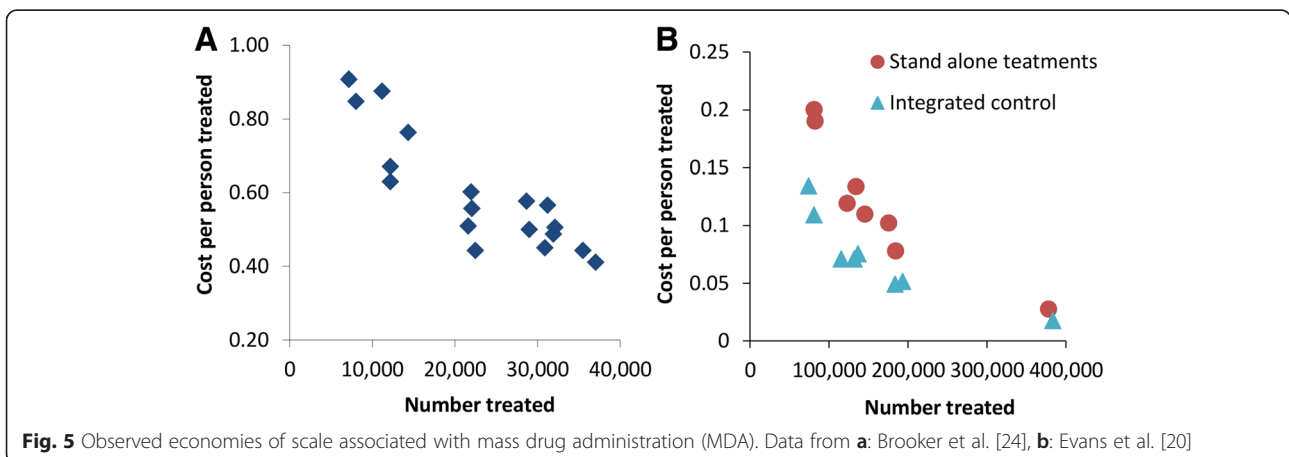 A
1.00
0.80
0.60
0.40
0.20
Cost per person treated
0
10,000
20,000
30,000
40,000
Number treated
B
0.25
0.2
0.15
0.1
0.05
0
Cost per person treated
Stand alone teatments
Integrated control
0
100,000
200,000
300,000
400,000
Number treated
Fig. 5 Observed economies of scale associated with mass drug administration (MDA). Data from a: Brooker et al. [24], b: Evans et al. [20]